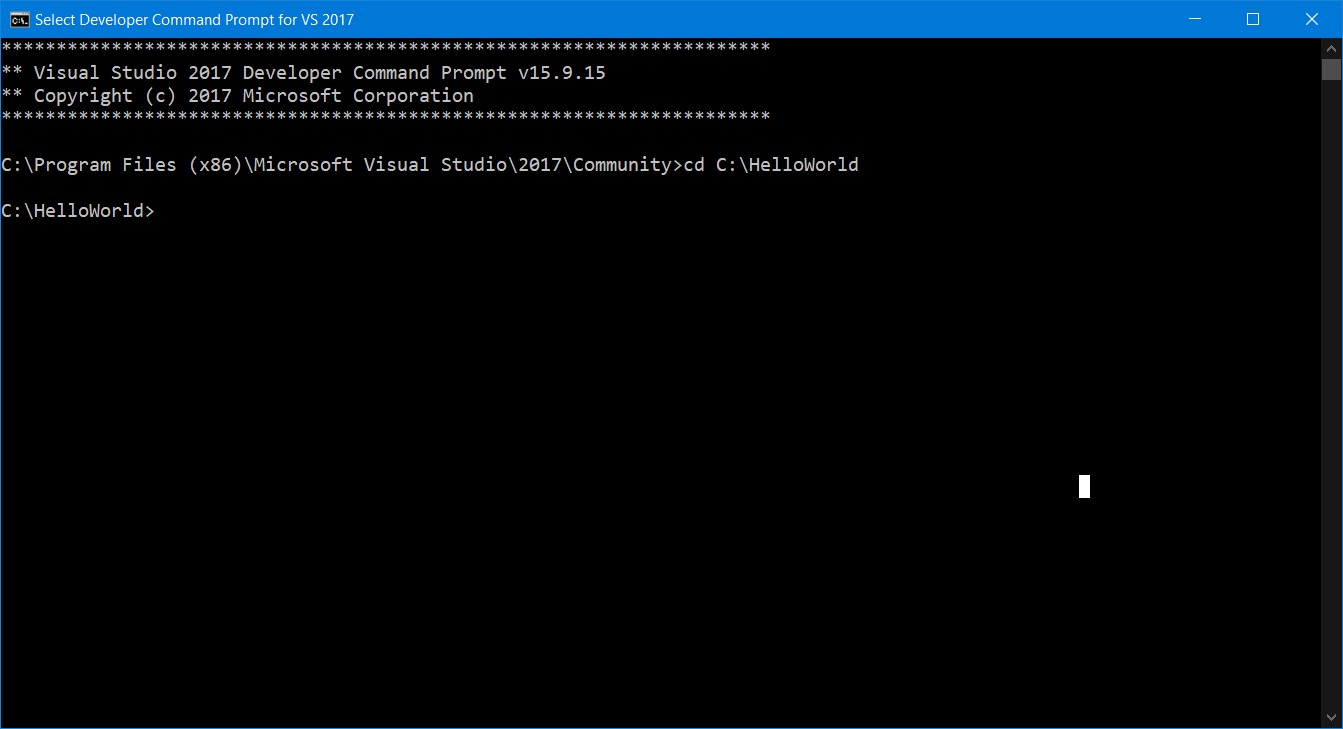 Select Developer Command Prompt for VS 2017
**********************************************************************
** Visual Studio 2017 Developer Command Prompt v15.9.15
** Copyright (c) 2017 Microsoft Corporation
**********************************************************************
C:\Program Files (x86)\Microsoft Visual Studio\2017\Community>cd C:\HelloWorld
C:\HelloWorld>